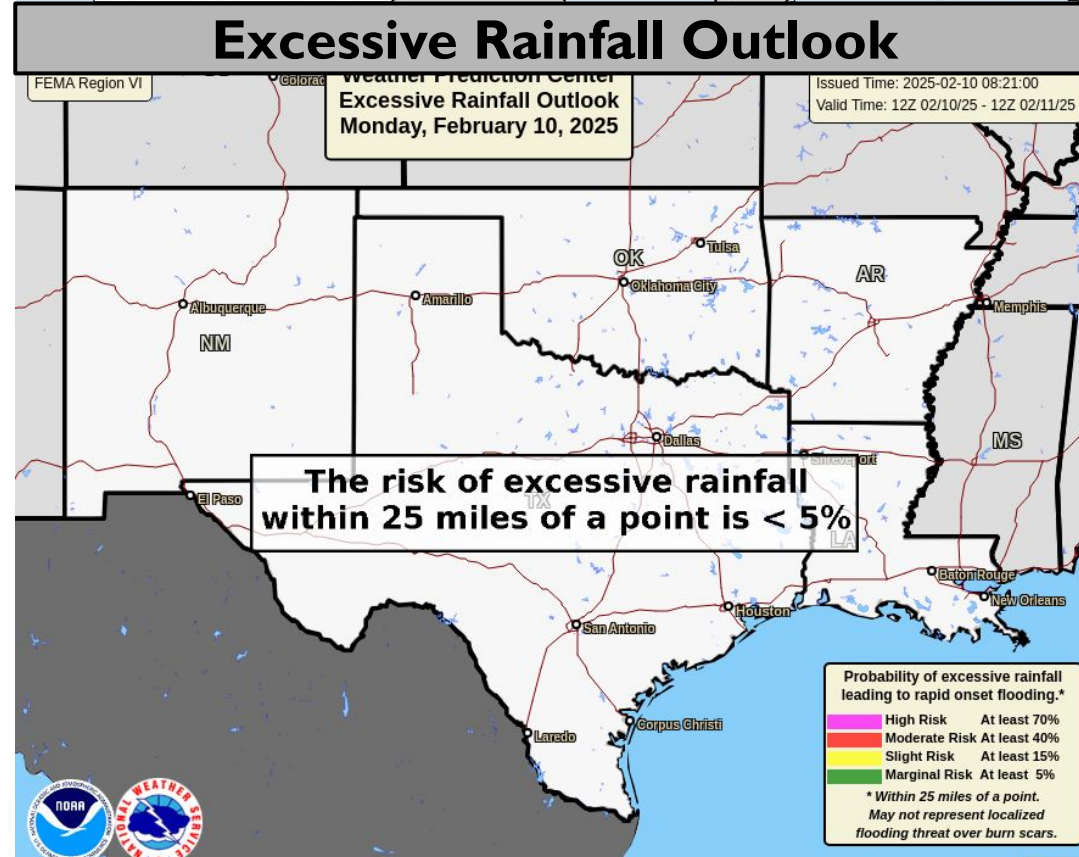 Excessive Rainfall Outlook
FEMA Region VI
Weather Prediction Center
Excessive Rainfall Outlook
Monday, February 10, 2025
Issued Time: 2025-02-10 08:21:00
Valid Time: 12Z 02/10/25 - 12Z 02/11/25
Colorad
Tulsa
OK
Oklahoma City
AR
Amarillo
Albuquerque
Memphis
NM
Dallas
MS
Shreveport
The risk of excessive rainfall
within 25 miles of a point is < 5%
El Paso
TX
LA
Baton Rouge
New Orleans
Houston
San Antonio
Corpus Christi
Laredo
Probability of excessive rainfall
leading to rapid onset flooding.*
High Risk At least 70%
Moderate Risk At least 40%
Slight Risk At least 15%
Marginal Risk At least 5%
* Within 25 miles of a point.
May not represent localized
flooding threat over burn scars.
NOAA
NATIONAL WEATHER SERVICE